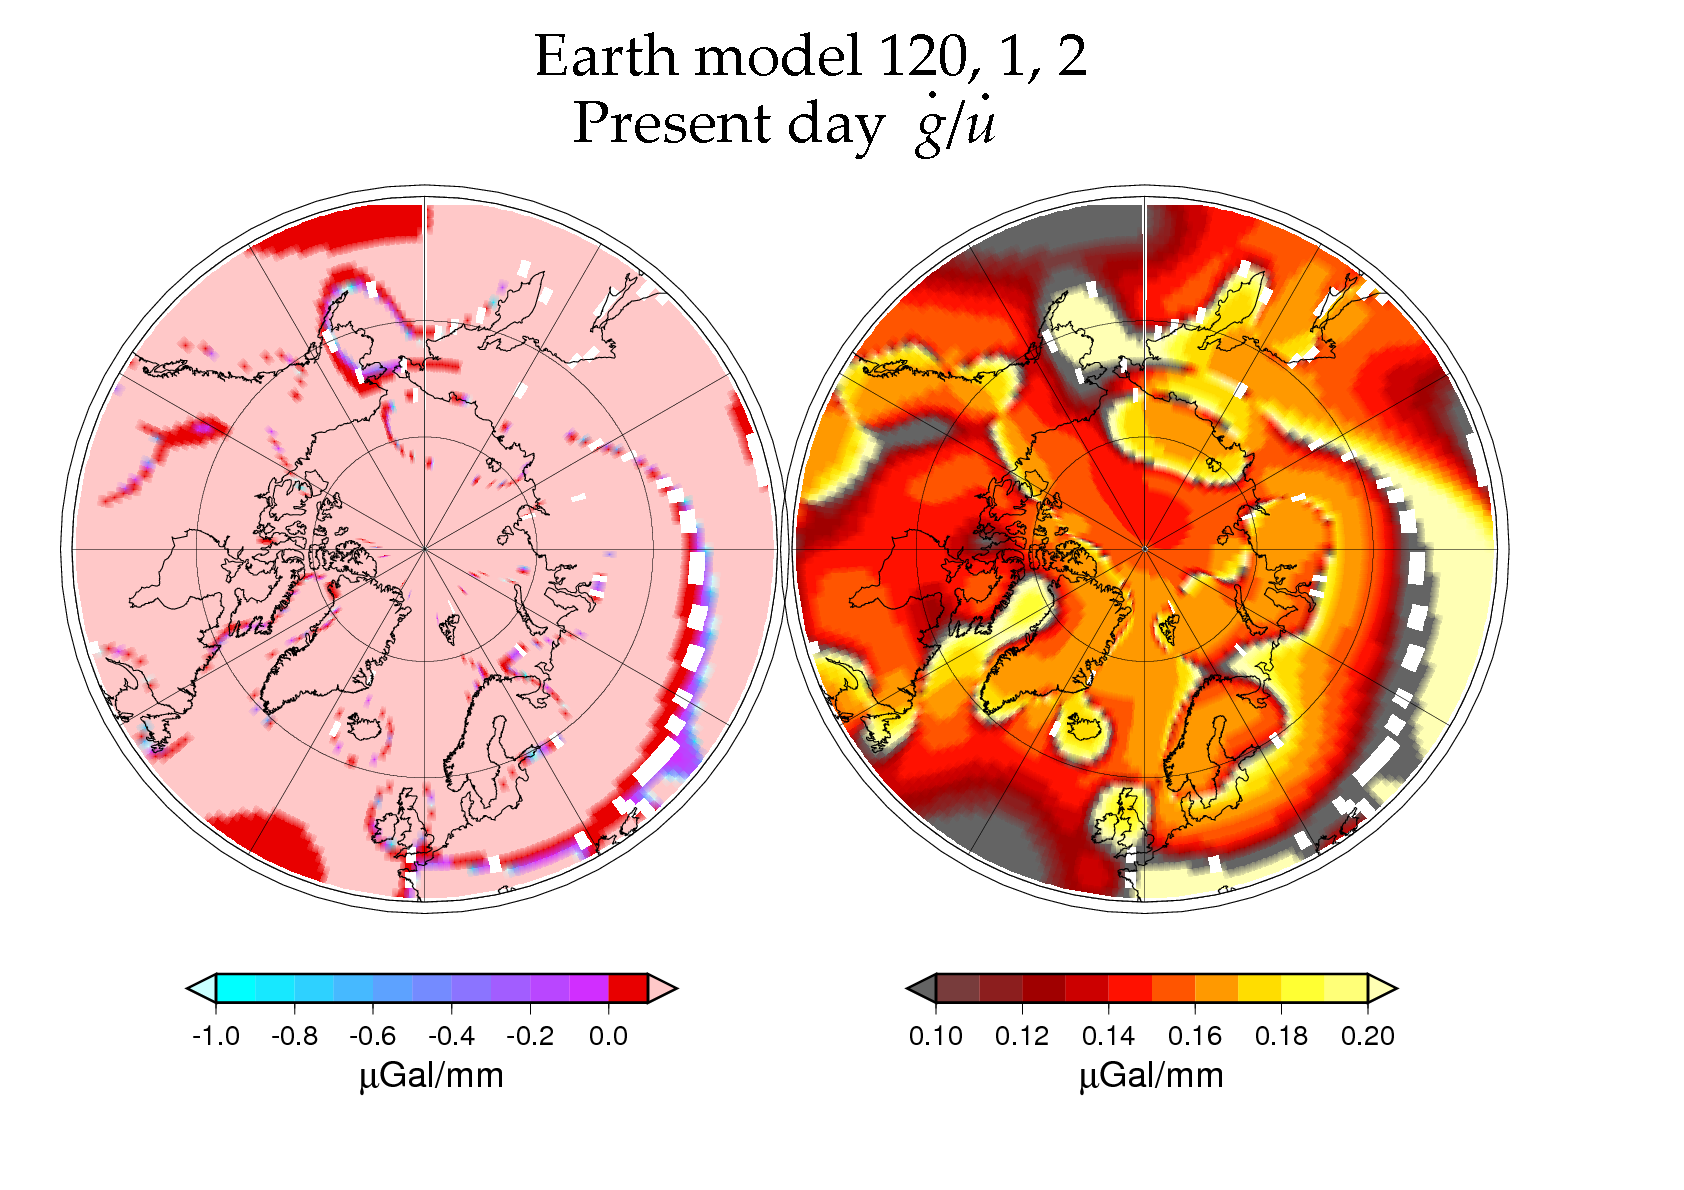 Earth model 120, 1, 2
Present day ġ/u̇
-1.0 -0.8 -0.6 -0.4 -0.2 0.0
μGal/mm
0.10 0.12 0.14 0.16 0.18 0.20
μGal/mm